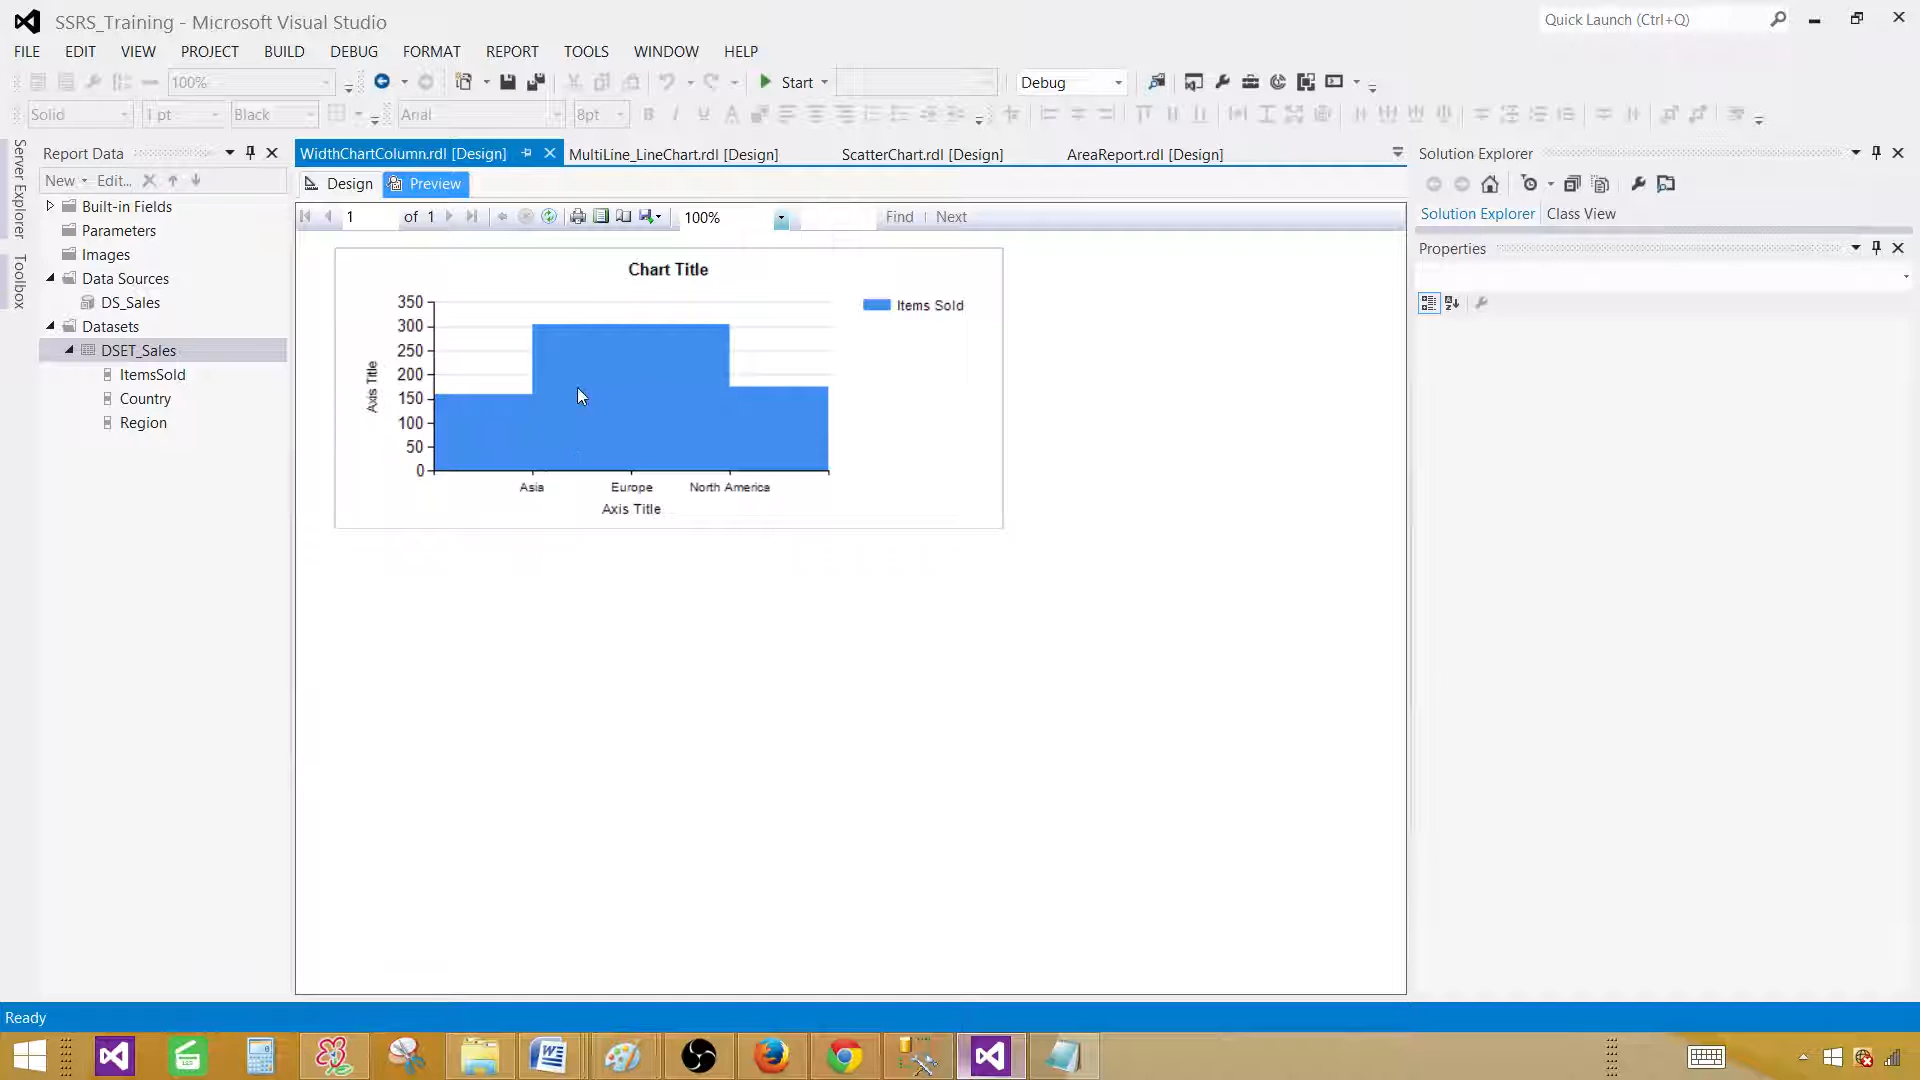 SSRS_Training - Microsoft Visual Studio
Quick Launch (Ctrl+Q)
FILE EDIT VIEW PROJECT BUILD DEBUG FORMAT REPORT TOOLS WINDOW HELP
100% Start Debug
Solid 1 pt Black Arial 8pt B I U A
Server Explorer
Toolbox
Report Data
New Edit...
Built-in Fields
Parameters
Images
Data Sources
DS_Sales
Datasets
DSET_Sales
ItemsSold
Country
Region
WidthChartColumn.rdl [Design] MultiLine_LineChart.rdl [Design] ScatterChart.rdl [Design] AreaReport.rdl [Design]
Design Preview
1 of 1 100% Find Next
Chart Title
Items Sold
Axis Title
350
300
250
200
150
100
50
0
Asia Europe North America
Axis Title
Solution Explorer
Solution Explorer Class View
Properties
Ready